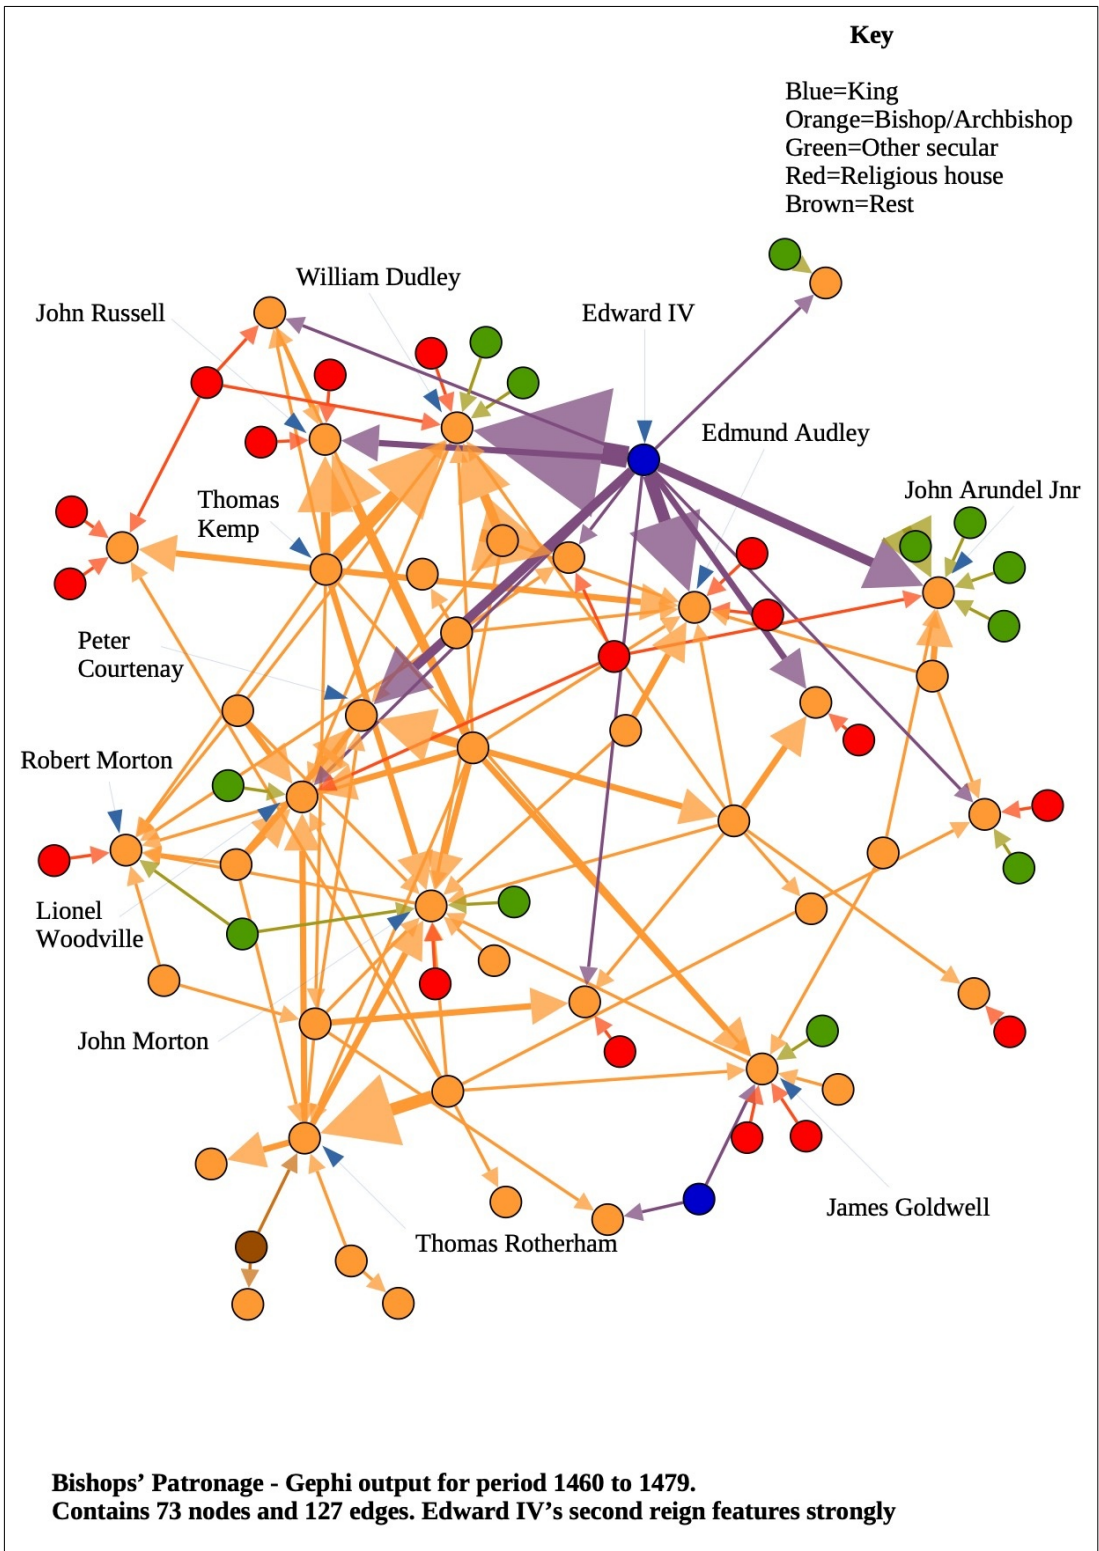 Key
Blue=King
Orange=Bishop/Archbishop
Green=Other secular
Red=Religious house
Brown=Rest
William Dudley
John Russell
Edward IV
Edmund Audley
John Arundel Jnr
Thomas
Kemp
Peter
Courtenay
Robert Morton
Lionel
Woodville
John Morton
James Goldwell
Thomas Rotherham
Bishops’ Patronage - Gephi output for period 1460 to 1479.
Contains 73 nodes and 127 edges. Edward IV’s second reign features strongly